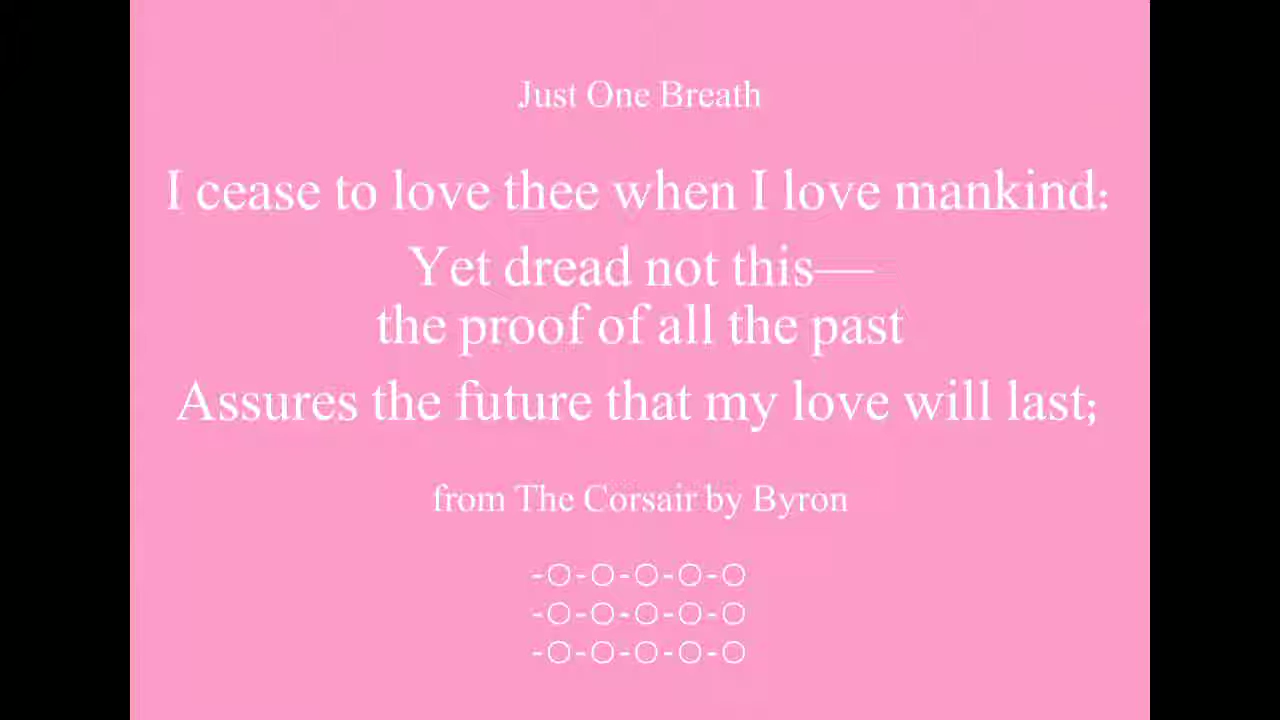 Just One Breath
I cease to love thee when I love mankind:
Yet dread not this—
the proof of all the past
Assures the future that my love will last;
from The Corsair by Byron
-O-O-O-O-O
-O-O-O-O-O
-O-O-O-O-O